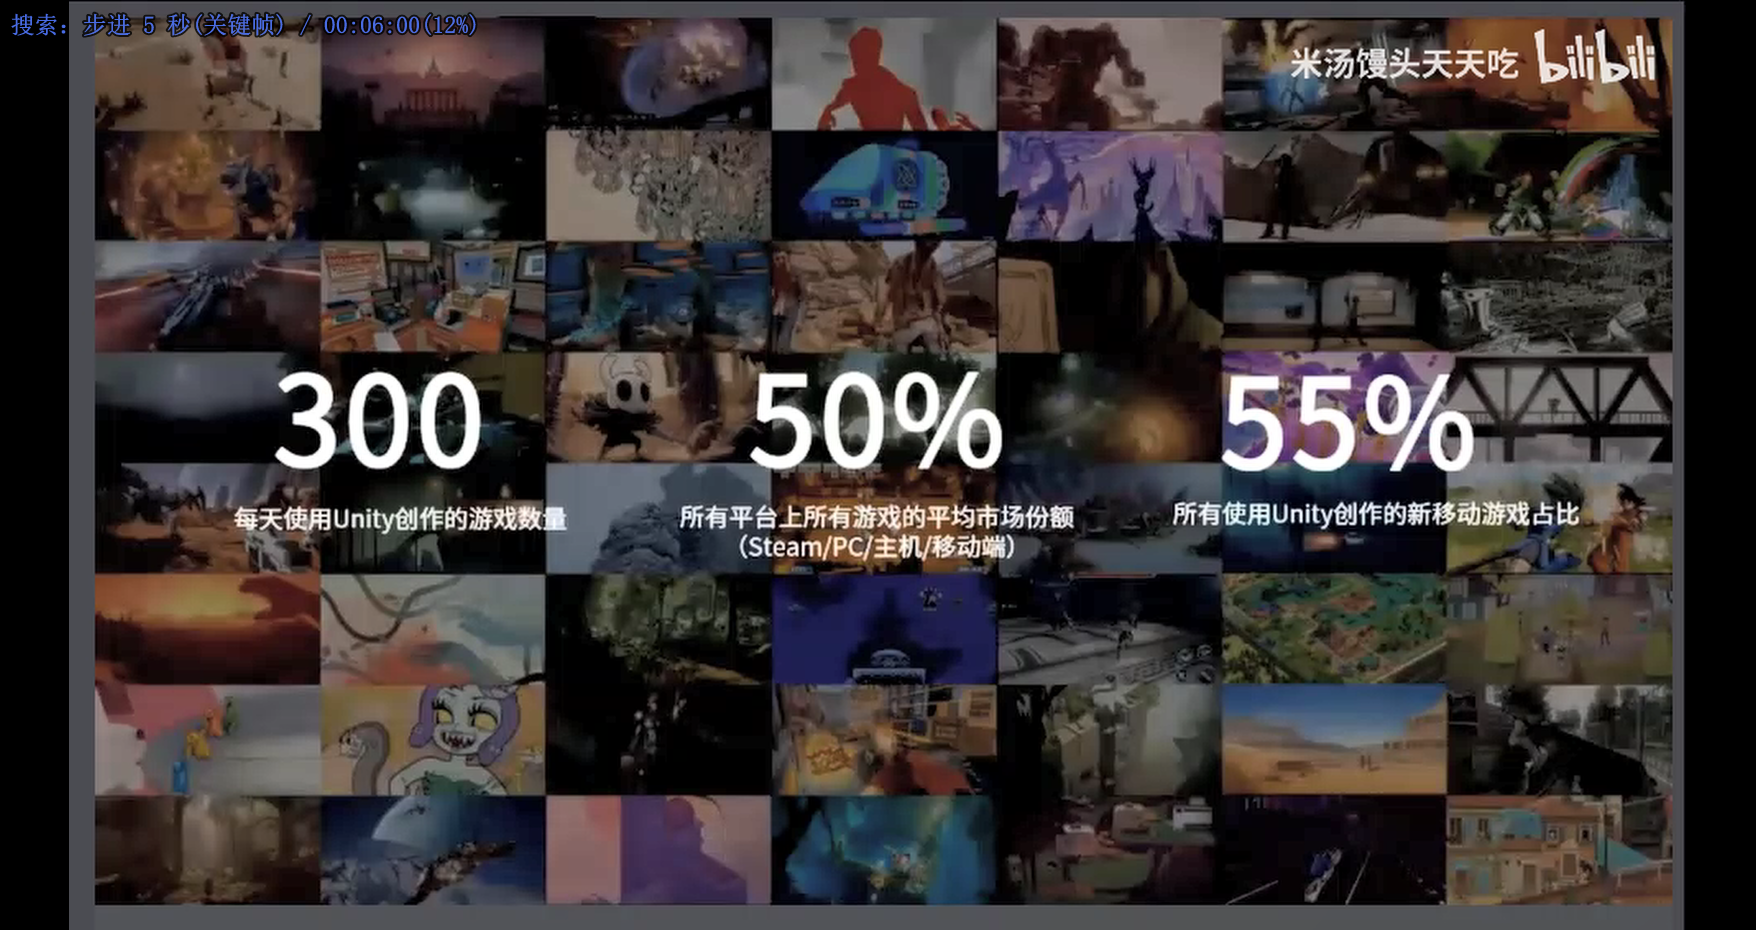 搜索: 步进 5 秒(关键帧) / 00:06:00(12%)
米汤馒头天天吃 bilibili
300
50%
55%
每天使用Unity创作的游戏数量
所有平台上所有游戏的平均市场份额
（Steam/PC/主机/移动端）
所有使用Unity创作的新移动游戏占比